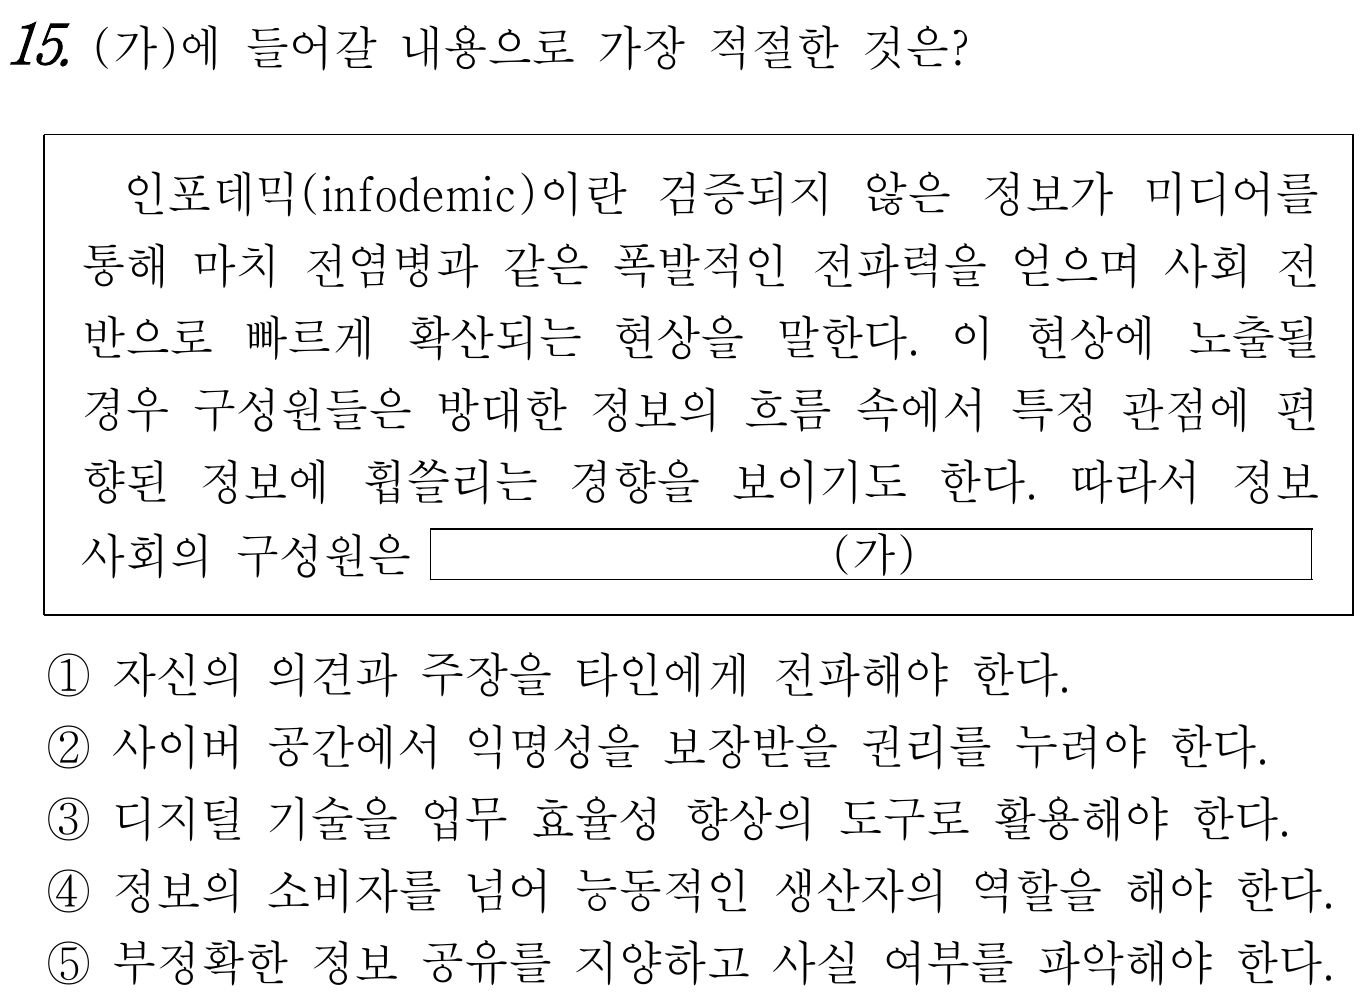 15. (가)에 들어갈 내용으로 가장 적절한 것은?
인포데믹(infodemic)이란 검증되지 않은 정보가 미디어를
통해 마치 전염병과 같은 폭발적인 전파력을 얻으며 사회 전
반으로 빠르게 확산되는 현상을 말한다. 이 현상에 노출될
경우 구성원들은 방대한 정보의 흐름 속에서 특정 관점에 편
향된 정보에 휩쓸리는 경향을 보이기도 한다. 따라서 정보
사회의 구성원은 (가)
① 자신의 의견과 주장을 타인에게 전파해야 한다.
② 사이버 공간에서 익명성을 보장받을 권리를 누려야 한다.
③ 디지털 기술을 업무 효율성 향상의 도구로 활용해야 한다.
④ 정보의 소비자를 넘어 능동적인 생산자의 역할을 해야 한다.
⑤ 부정확한 정보 공유를 지양하고 사실 여부를 파악해야 한다.